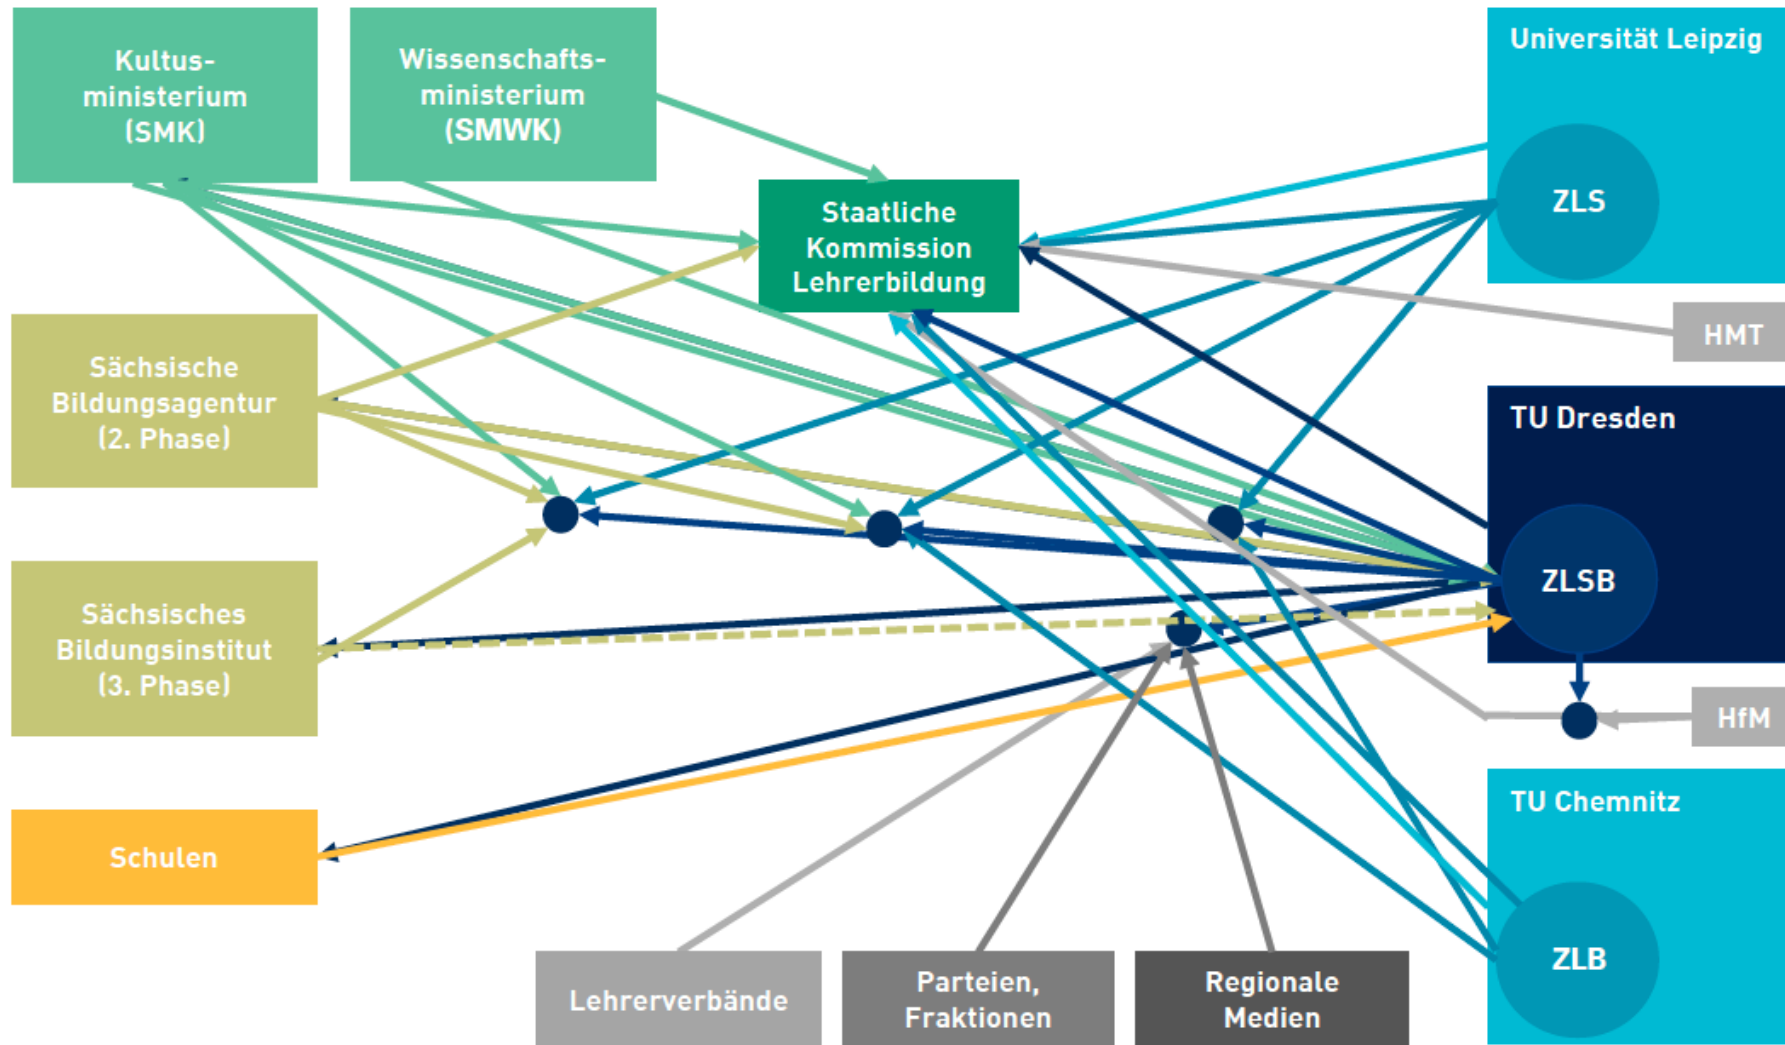 Kultus-
ministerium
(SMK)
Wissenschafts-
ministerium
(SMWK)
Universität Leipzig
ZLS
Staatliche
Kommission
Lehrerbildung
HMT
Sächsische
Bildungsagentur
(2. Phase)
TU Dresden
ZLSB
Sächsisches
Bildungsinstitut
(3. Phase)
HfM
TU Chemnitz
Schulen
ZLB
Lehrerverbände
Parteien,
Fraktionen
Regionale
Medien